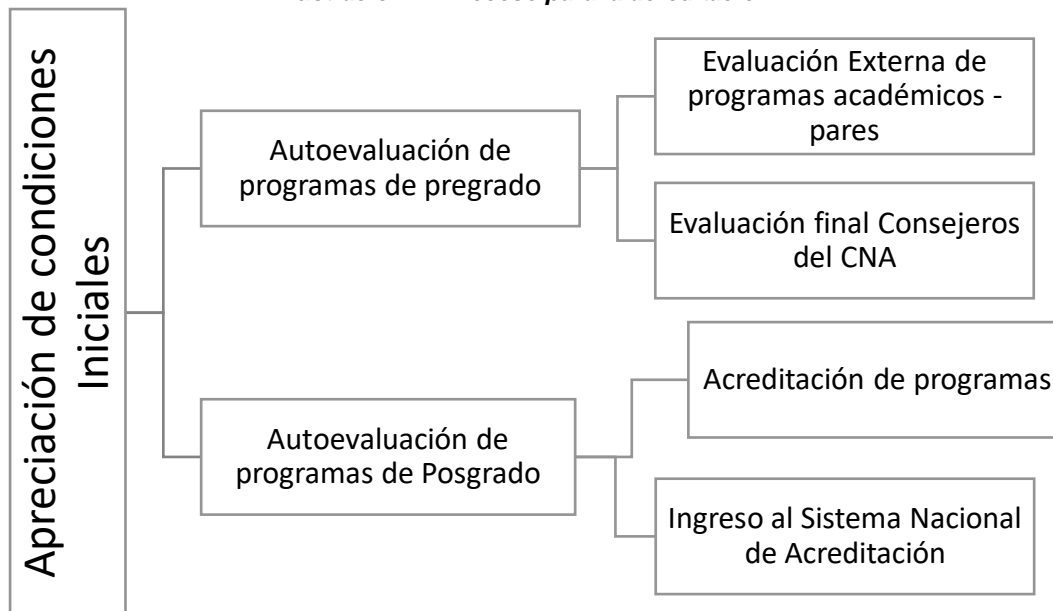 Apreciación de condiciones
Iniciales
Autoevaluación de
programas de pregrado
Evaluación Externa de
programas académicos -
pares
Evaluación final Consejeros
del CNA
Autoevaluación de
programas de Posgrado
Acreditación de programas
Ingreso al Sistema Nacional
de Acreditación